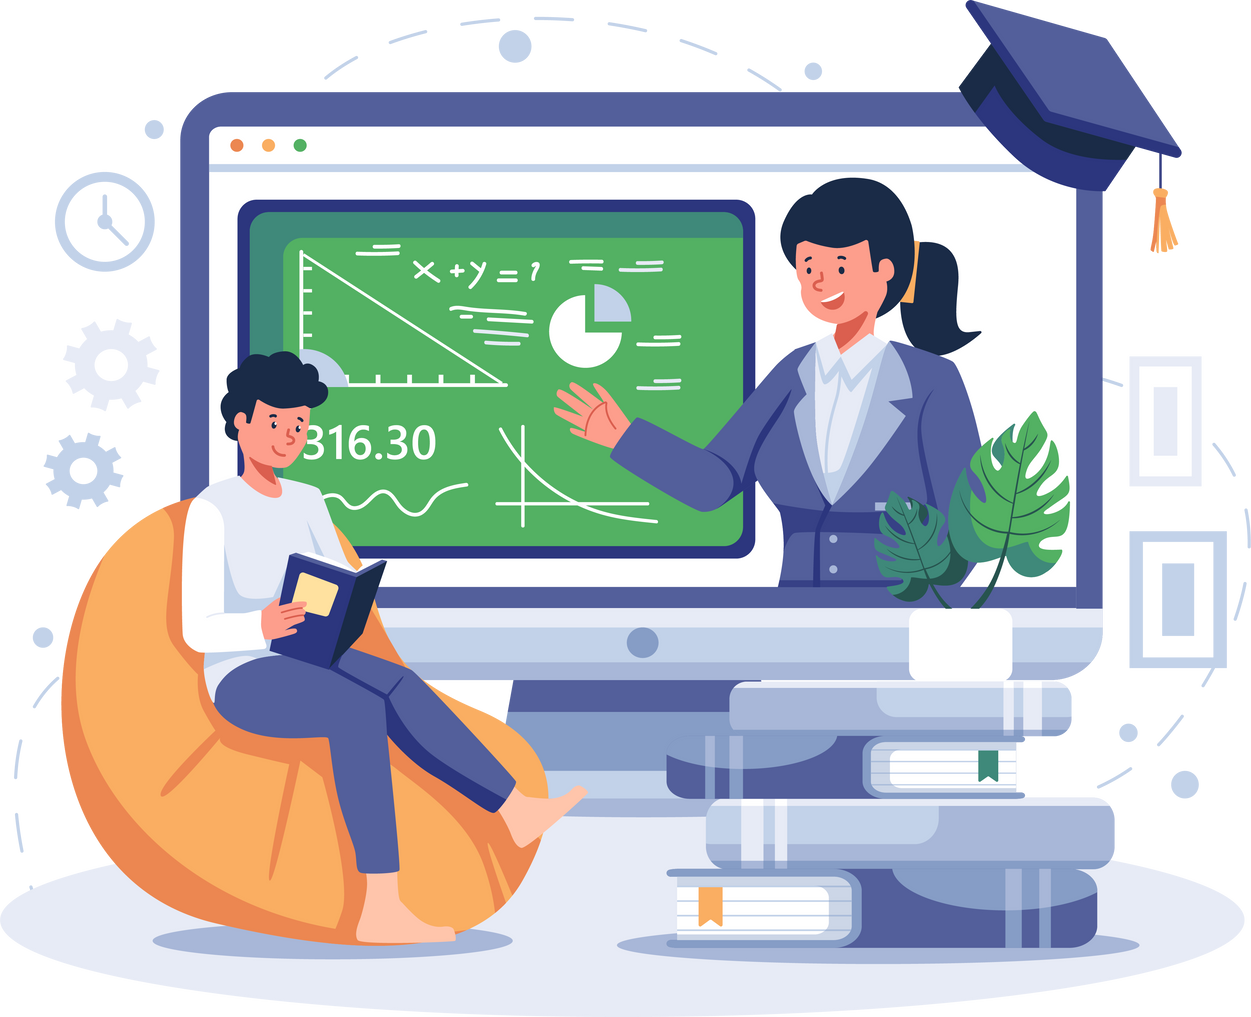 x + y = ?
316.30